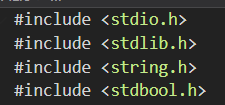 #include <stdio.h>
#include <stdlib.h>
#include <string.h>
#include <stdbool.h>